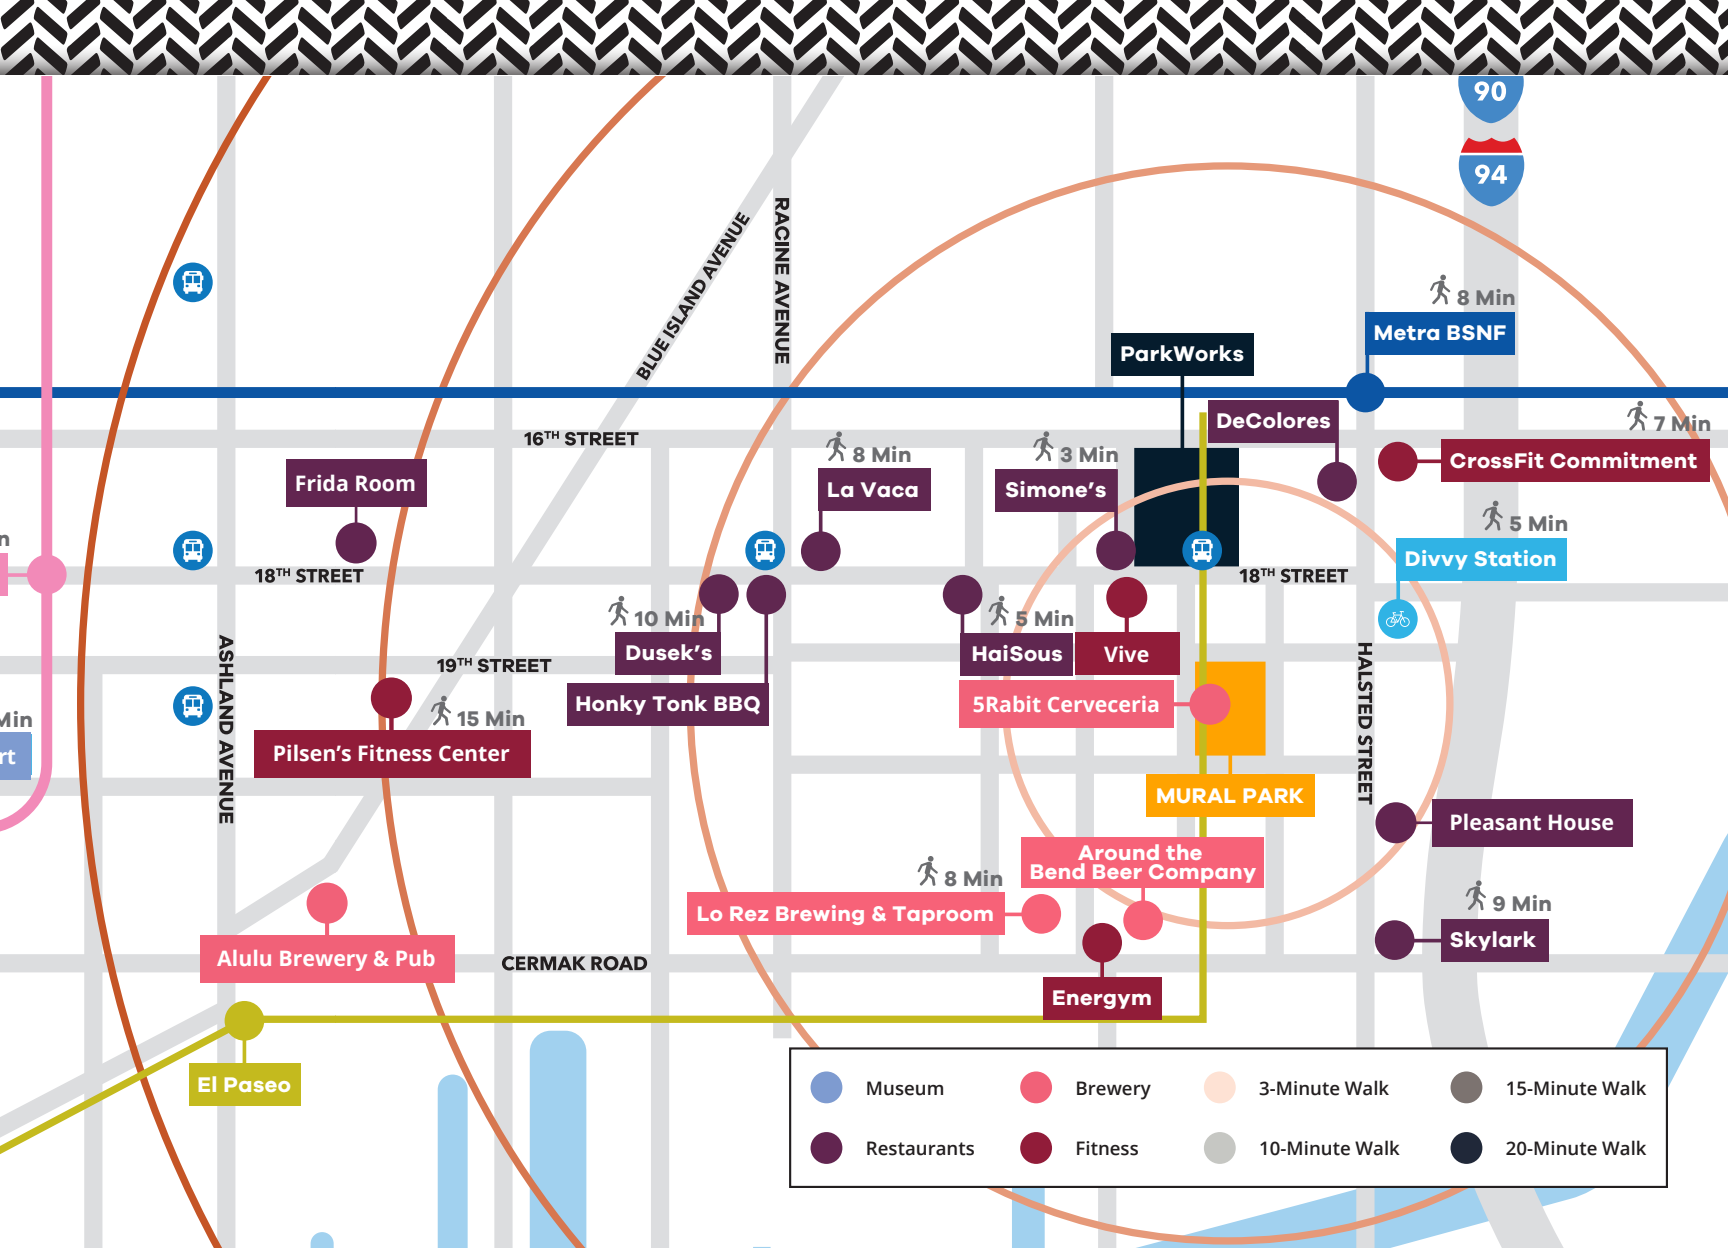 90
94
RACINE AVENUE
BLUE ISLAND AVENUE
8 Min
Metra BSNF
ParkWorks
DeColores
7 Min
CrossFit Commitment
16TH STREET
8 Min
La Vaca
3 Min
Simone's
Frida Room
5 Min
Divvy Station
n
18TH STREET
18TH STREET
10 Min
Dusek's
5 Min
HaiSous
Vive
ASHLAND AVENUE
19TH STREET
HALSTED STREET
Honky Tonk BBQ
5Rabit Cerveceria
Min
rt
15 Min
Pilsen's Fitness Center
MURAL PARK
Pleasant House
Around the
Bend Beer Company
8 Min
Lo Rez Brewing & Taproom
9 Min
Skylark
Alulu Brewery & Pub
CERMAK ROAD
Energym
El Paseo
Museum
Brewery
3-Minute Walk
15-Minute Walk
Restaurants
Fitness
10-Minute Walk
20-Minute Walk